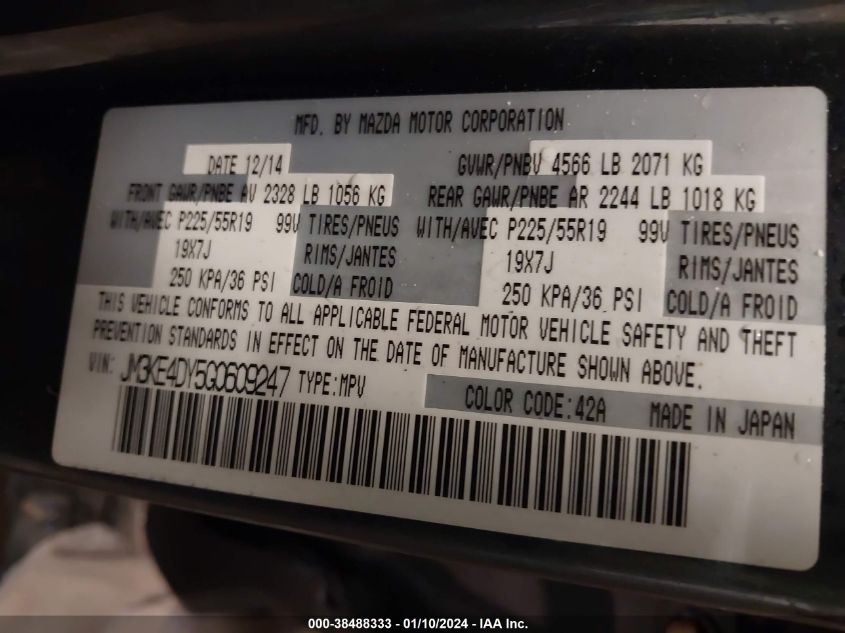 MFD. BY MAZDA MOTOR CORPORATION
DATE 12/14 GVWR/PNBV 4566 LB 2071 KG
FRONT GAWR/PNBE AV 2328 LB 1056 KG REAR GAWR/PNBE AR 2244 LB 1018 KG
WITH/AVEC P225/55R19 99V TIRES/PNEUS WITH/AVEC P225/55R19 99V TIRES/PNEUS
19X7J RIMS/JANTES 19X7J RIMS/JANTES
250 KPA/36 PSI COLD/A FROID 250 KPA/36 PSI COLD/A FROID
THIS VEHICLE CONFORMS TO ALL APPLICABLE FEDERAL MOTOR VEHICLE SAFETY AND THEFT
PREVENTION STANDARDS IN EFFECT ON THE DATE OF MANUFACTURE SHOWN ABOVE.
VIN: JM3KE4DY5G0609247 TYPE:MPV
COLOR CODE:42A MADE IN JAPAN
000-38488333 - 01/10/2024 - IAA Inc.